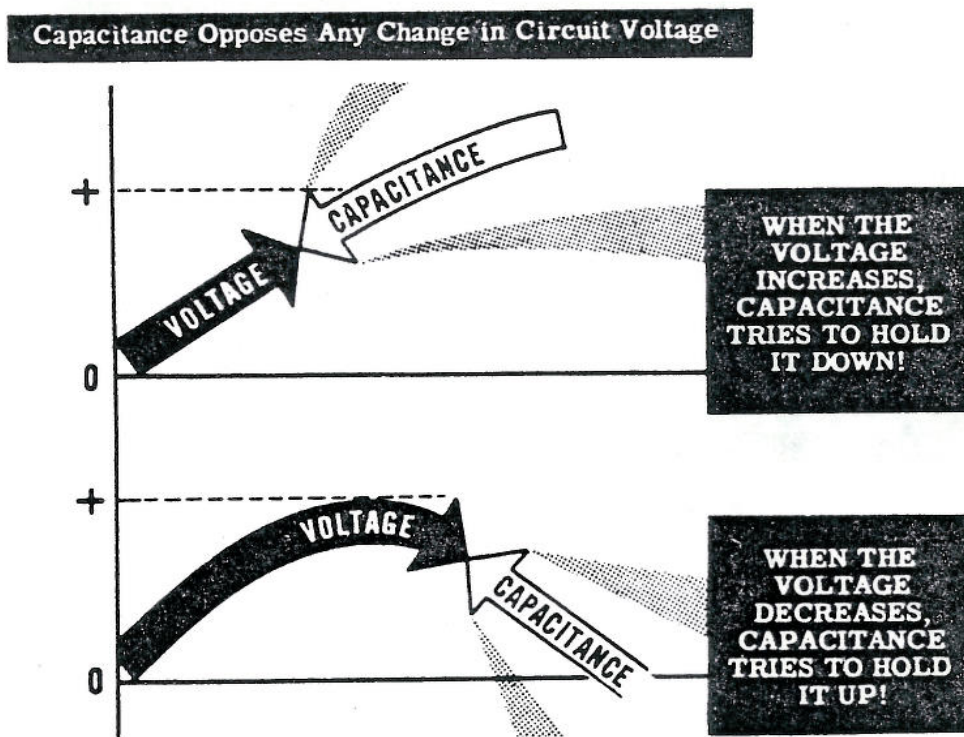 Capacitance Opposes Any Change in Circuit Voltage
+
CAPACITANCE
VOLTAGE
0
WHEN THE
VOLTAGE
INCREASES,
CAPACITANCE
TRIES TO HOLD
IT DOWN!
+
VOLTAGE
CAPACITANCE
0
WHEN THE
VOLTAGE
DECREASES,
CAPACITANCE
TRIES TO HOLD
IT UP!